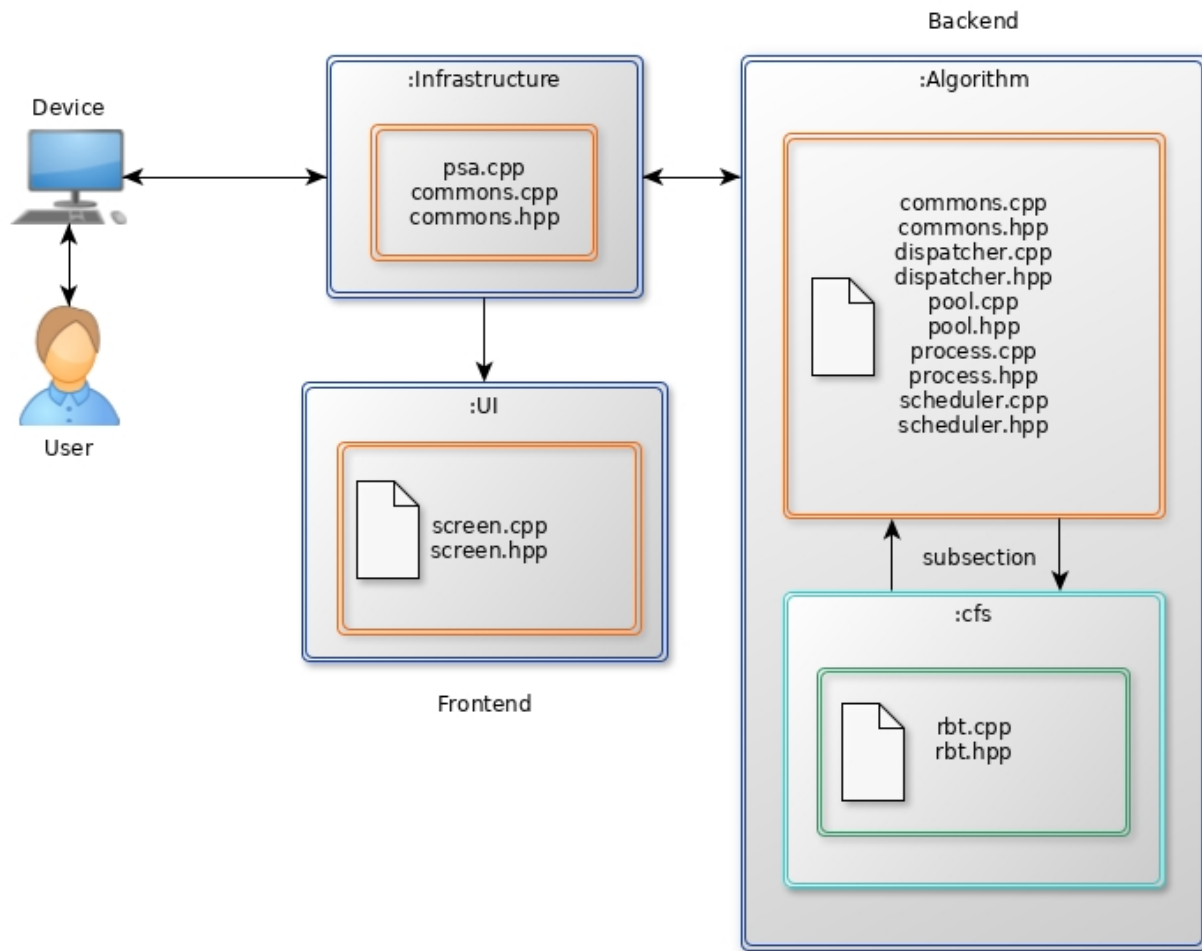 Backend
Device
:Infrastructure
psa.cpp
commons.cpp
commons.hpp
:Algorithm
commons.cpp
commons.hpp
dispatcher.cpp
dispatcher.hpp
pool.cpp
pool.hpp
process.cpp
process.hpp
scheduler.cpp
scheduler.hpp
User
:UI
screen.cpp
screen.hpp
Frontend
subsection
:cfs
rbt.cpp
rbt.hpp